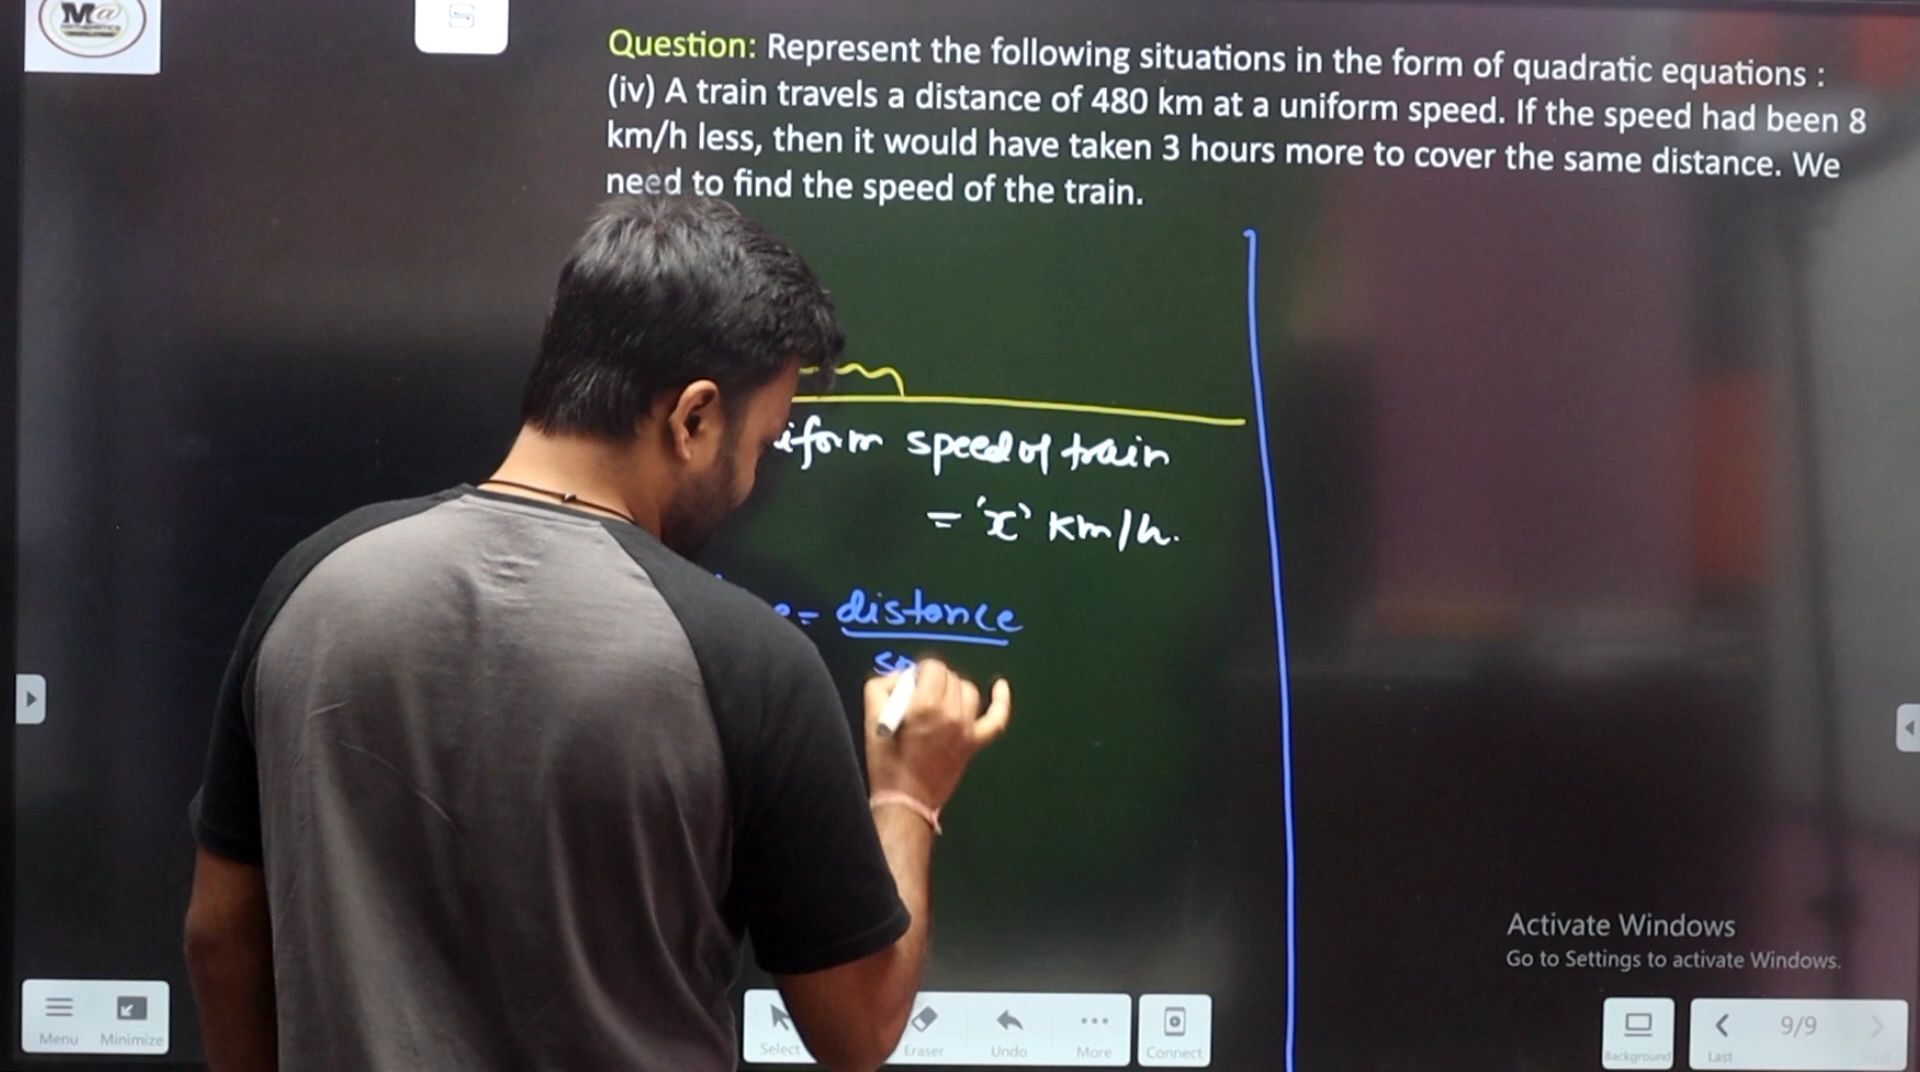 M@
Question: Represent the following situations in the form of quadratic equations :
(iv) A train travels a distance of 480 km at a uniform speed. If the speed had been 8
km/h less, then it would have taken 3 hours more to cover the same distance. We
need to find the speed of the train.
iform speed of train
= 'x' km/h.
e = distance
sp
Activate Windows
Go to Settings to activate Windows.
Menu Minimize Select Eraser Undo More Connect Background Last 9/9 Next